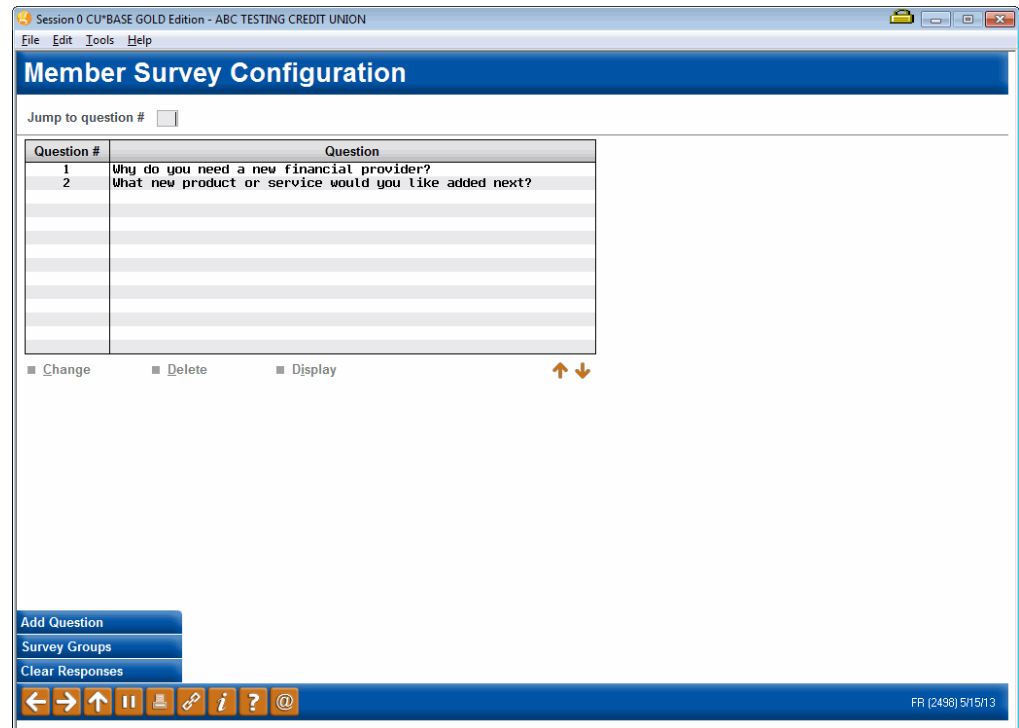 Session 0 CU*BASE GOLD Edition - ABC TESTING CREDIT UNION
File Edit Tools Help
Member Survey Configuration
Jump to question #
Question # Question
1 Why do you need a new financial provider?
2 What new product or service would you like added next?
Change Delete Display
Add Question
Survey Groups
Clear Responses
i ? @
FR (2498) 5/15/13